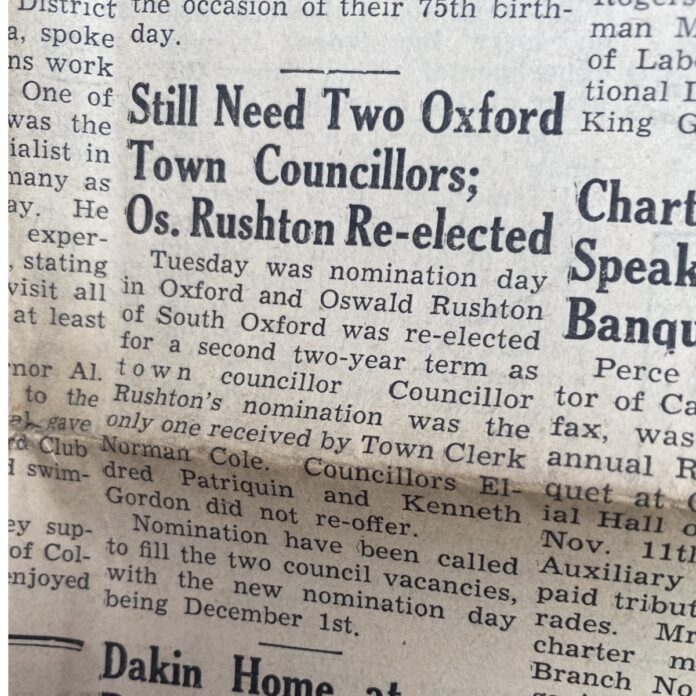 District
a, spoke
ns work
One of
was the
ialist in
many as
ay. He
exper-
, stating
visit all
at least
nor Al.
to the
gave
d Club
swim-
ey sup-
of Col-
enjoyed
the occasion of their 75th birth-
day.
Still Need Two Oxford
Town Councillors;
Os. Rushton Re-elected
Tuesday was nomination day
in Oxford and Oswald Rushton
of South Oxford was re-elected
for a second two-year term as
town councillor Councillor
Rushton's nomination was the
only one received by Town Clerk
Norman Cole. Councillors El-
dred Patriquin and Kenneth
Gordon did not re-offer.
Nomination have been called
to fill the two council vacancies,
with the new nomination day
being December 1st.
Dakin Home at
Rogers
man M
of Lab
tional
King G
Chart
Speak
Banqu
Perce
tor of Ca
fax, was
annual R
quet at
ial Hall
Nov. 11th
Auxiliary
paid tribut
rades. Mr
charter m
Branch No